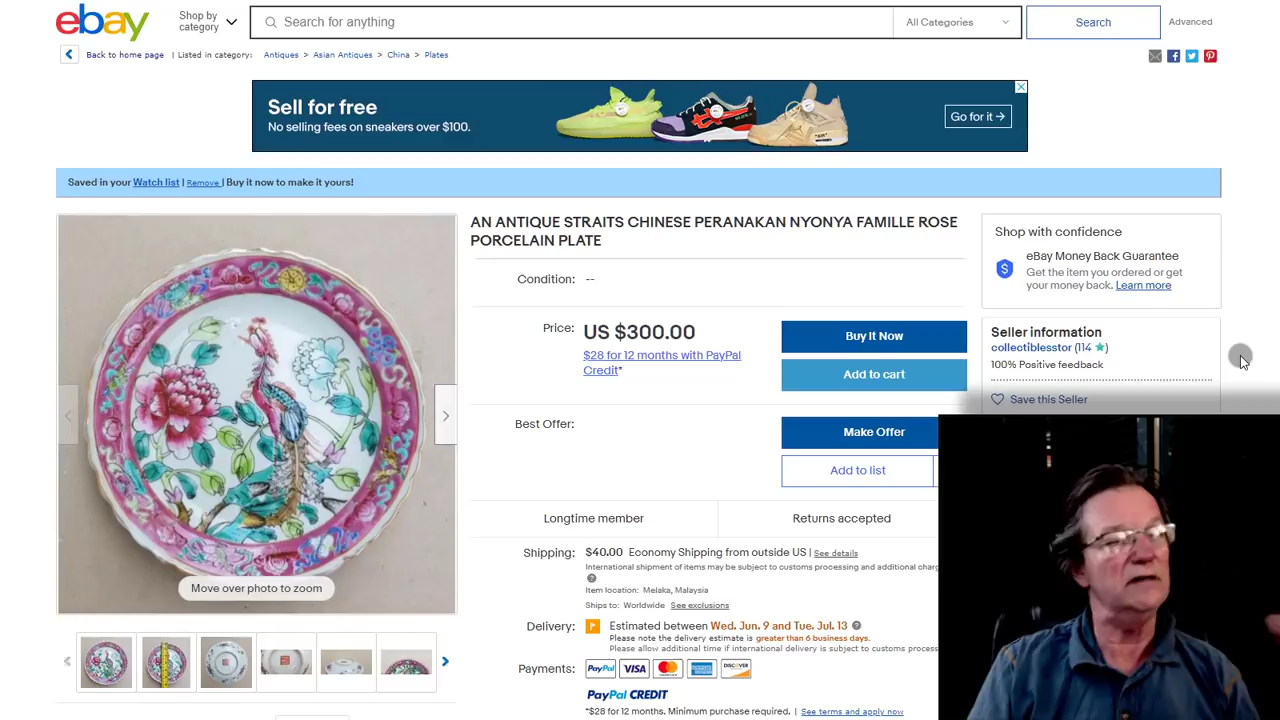 ebay
Shop by category
Search for anything
All Categories
Search
Advanced
Back to home page | Listed in category: Antiques > Asian Antiques > China > Plates
Sell for free
No selling fees on sneakers over $100.
Go for it →
Saved in your Watch list | Remove | Buy it now to make it yours!
AN ANTIQUE STRAITS CHINESE PERANAKAN NYONYA FAMILLE ROSE
PORCELAIN PLATE
Condition: --
Price: US $300.00
$28 for 12 months with PayPal
Credit*
Buy It Now
Add to cart
Best Offer:
Make Offer
Add to list
Longtime member
Returns accepted
Shipping: $40.00 Economy Shipping from outside US | See details
International shipment of items may be subject to customs processing and additional
Item location: Melaka, Malaysia
Ships to: Worldwide See exclusions
Delivery: Estimated between Wed. Jun. 9 and Tue. Jul. 13
Please note the delivery estimate is greater than 6 business days.
Please allow additional time if international delivery is subject to customs
Payments: PayPal VISA MasterCard DISCOVER
PayPal CREDIT
*$28 for 12 months. Minimum purchase required. | See terms and apply now
Move over photo to zoom
Shop with confidence
eBay Money Back Guarantee
Get the item you ordered or get
your money back. Learn more
Seller information
collectiblesstor (114 ★)
100% Positive feedback
Save this Seller